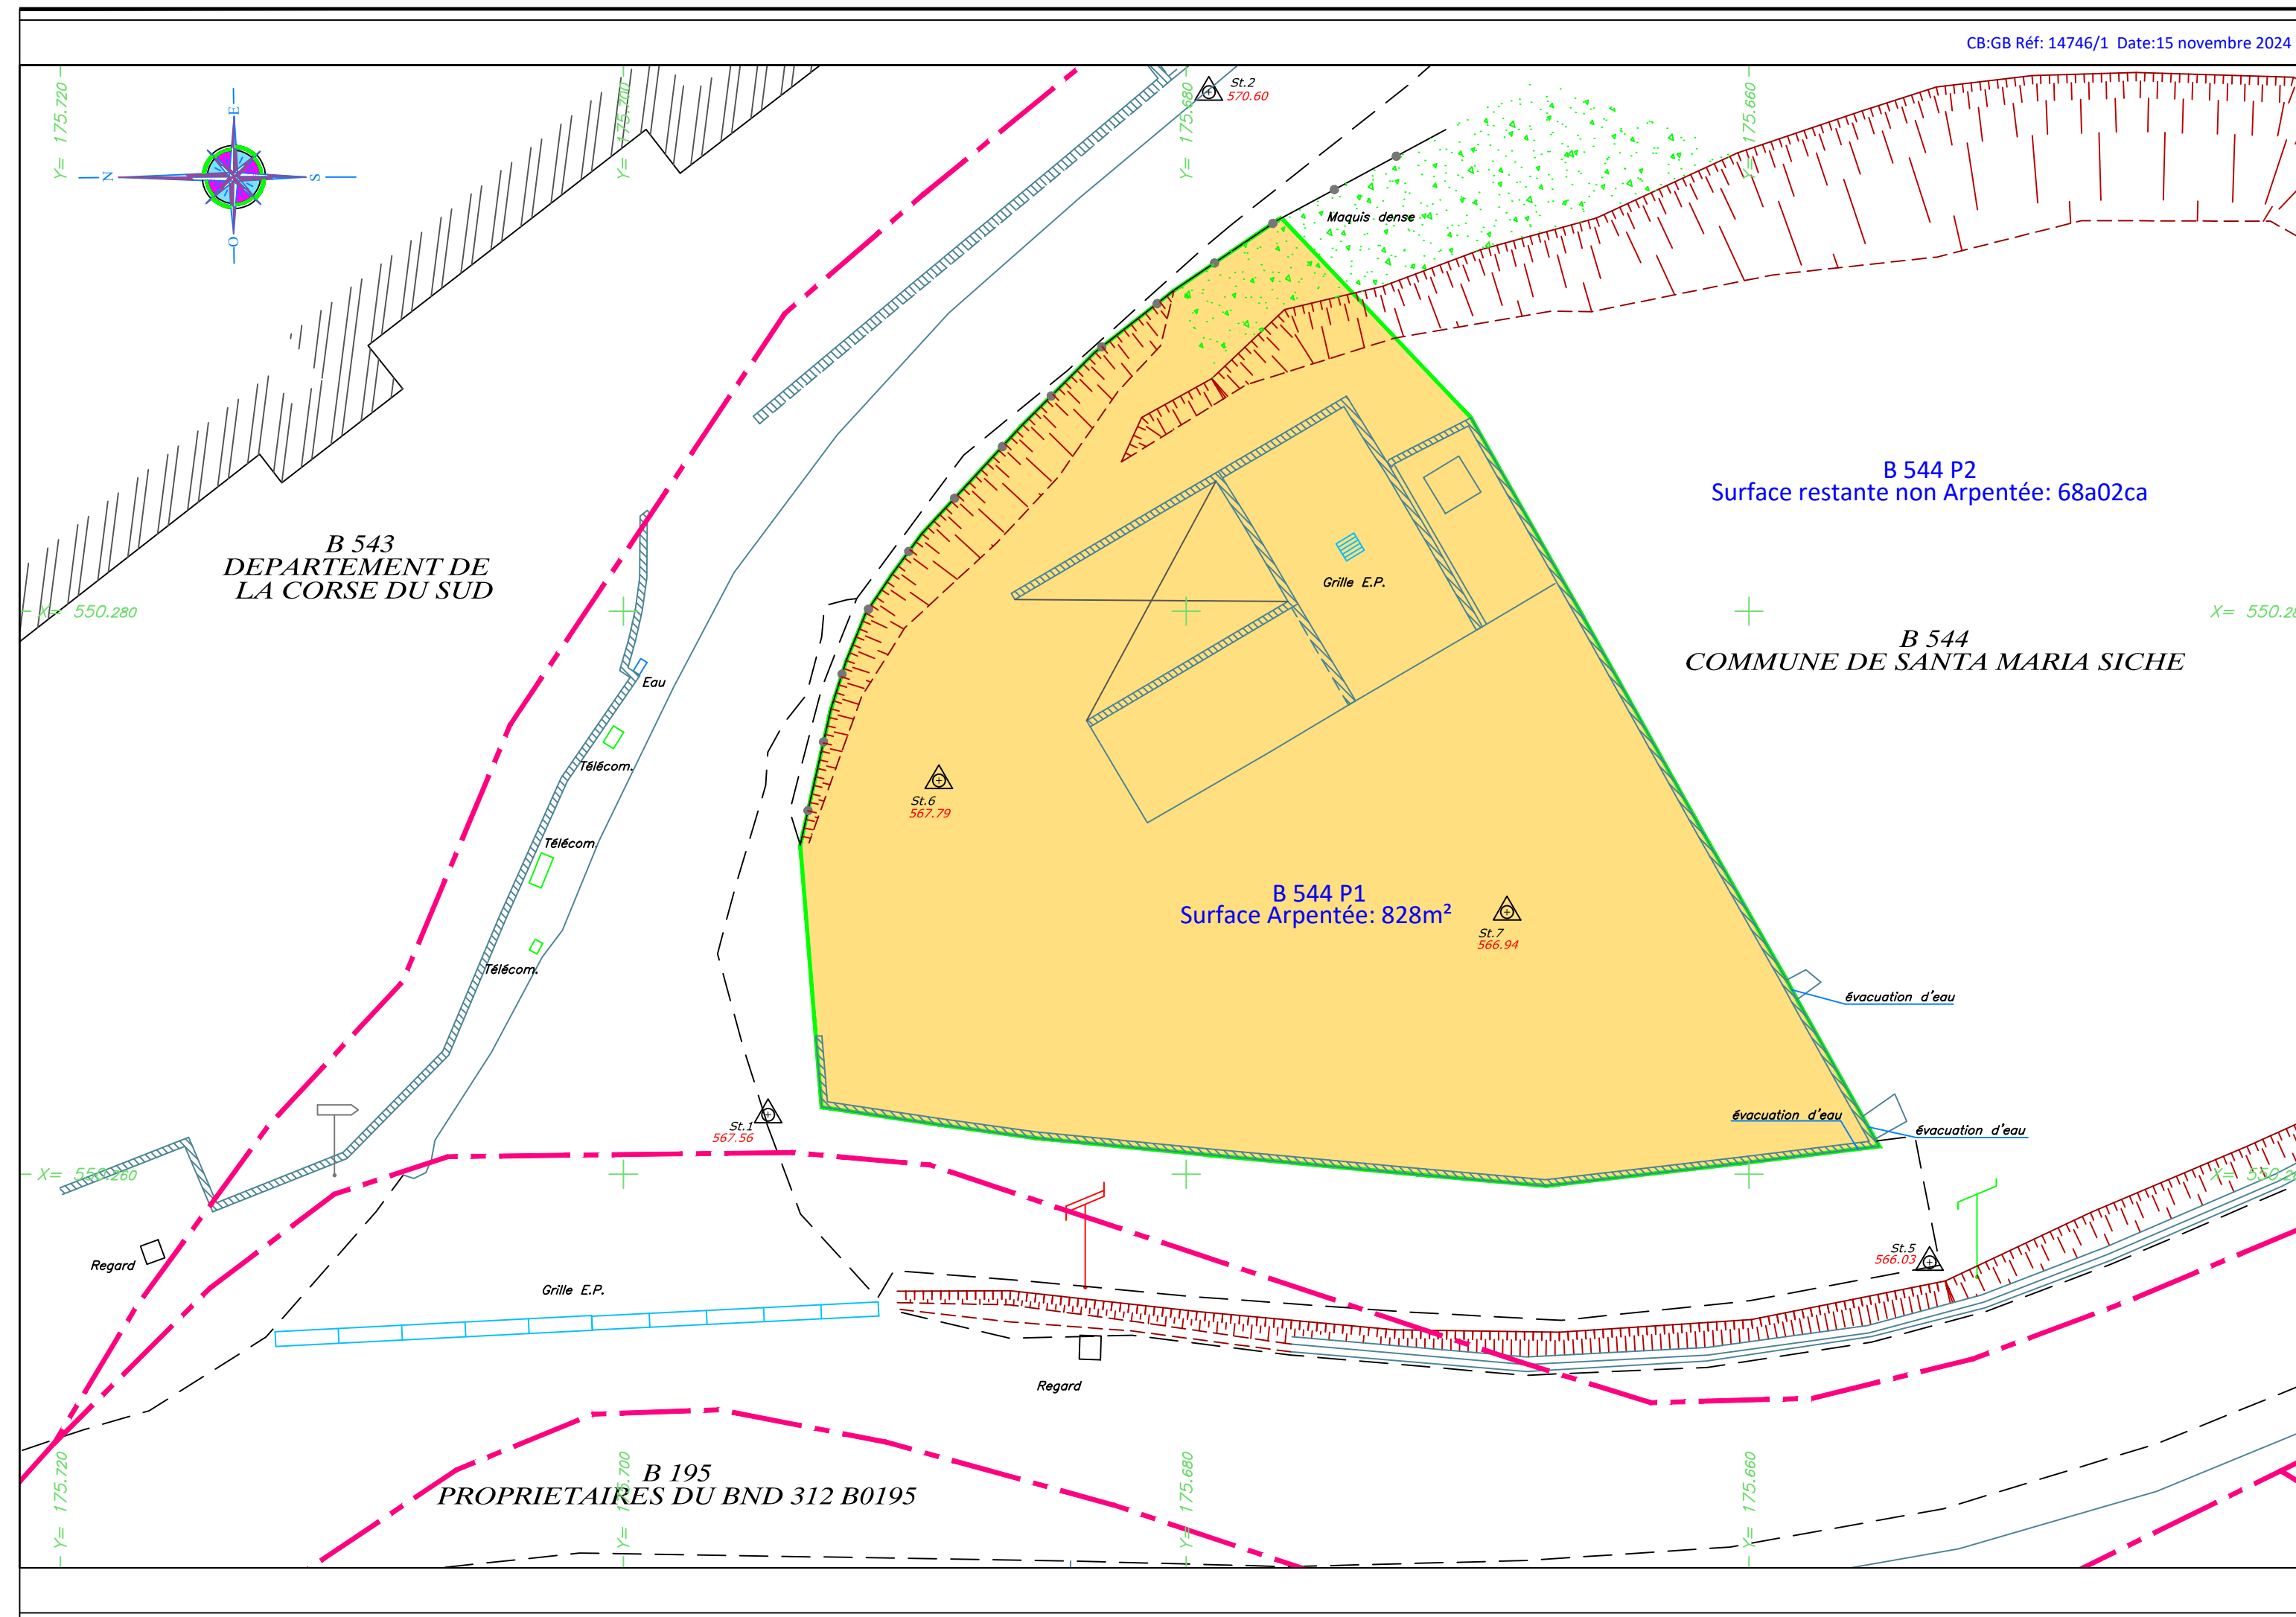 CB:GB Réf: 14746/1 Date:15 novembre 2024
Y= 175.720
Y= 175.700
Y= 175.680
Y= 175.660
St.2
570.60
E
N
S
O
Maquis dense
B 544 P2
Surface restante non Arpentée: 68a02ca
B 543
DEPARTEMENT DE
LA CORSE DU SUD
Grille E.P.
X= 550.280
X= 550.28
B 544
COMMUNE DE SANTA MARIA SICHE
Eau
Télécom.
St.6
567.79
Télécom.
B 544 P1
Surface Arpentée: 828m²
St.7
566.94
Télécom.
évacuation d'eau
évacuation d'eau
évacuation d'eau
St.1
567.56
X= 550.260
X= 550.26
St.5
566.03
Regard
Grille E.P.
Regard
B 195
PROPRIETAIRES DU BND 312 B0195
Y= 175.720
Y= 175.700
Y= 175.680
Y= 175.660